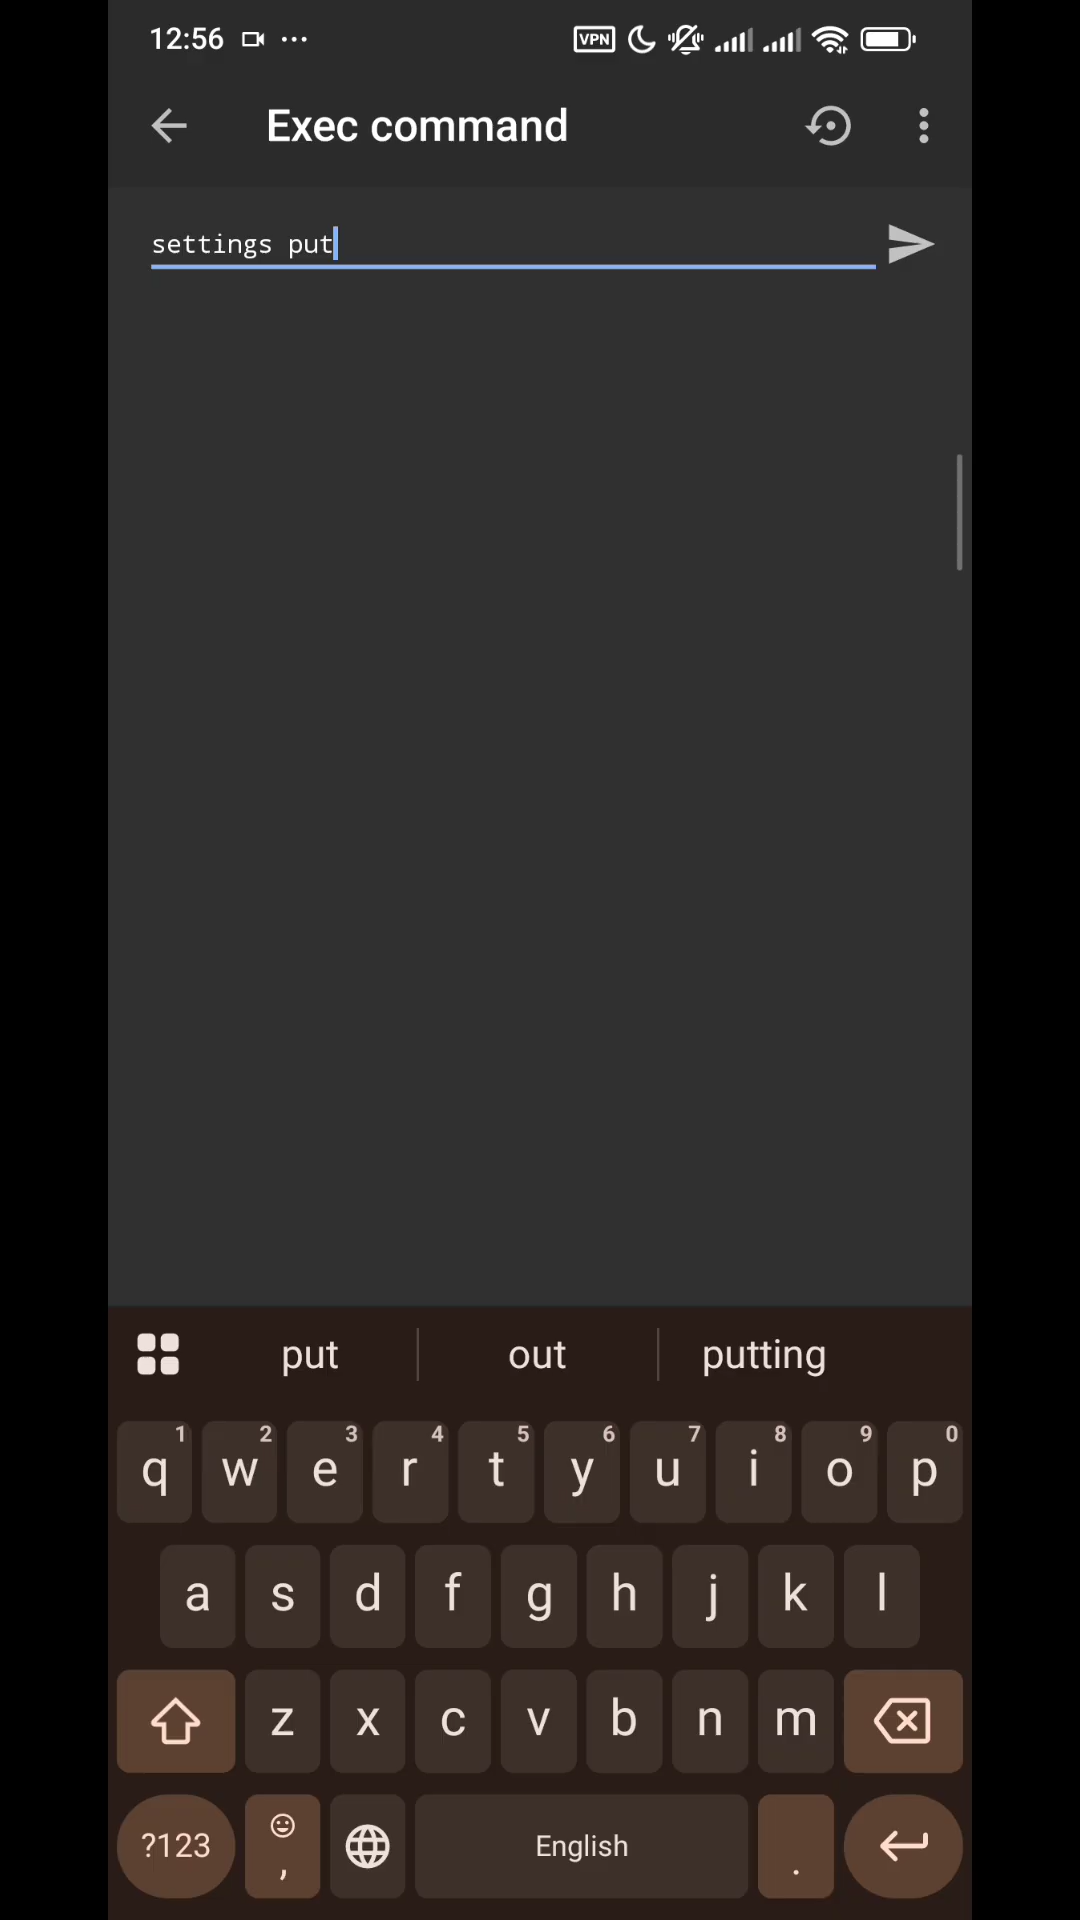 12:56 VPN
Exec command
settings put
put out putting
1 2 3 4 5 6 7 8 9 0
q w e r t y u i o p
a s d f g h j k l
z x c v b n m
?123 , English .